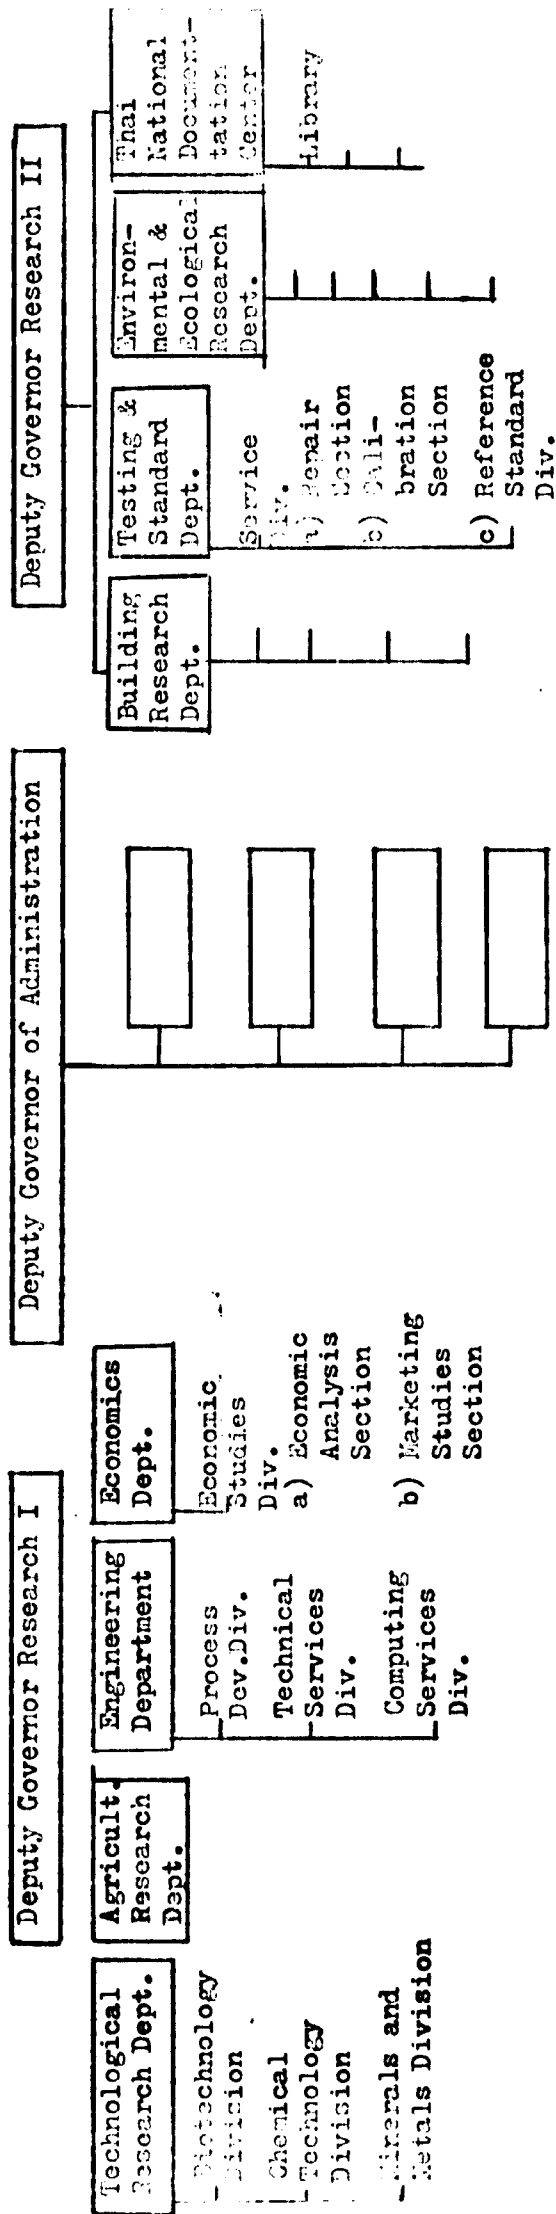 Deputy Governor Research I
Technological
Research Dept.
Biotechnology
Division
Chemical
Technology
Division
Minerals and
Metals Division
Agricult.
Research
Dept.
Engineering
Department
Process
Dev.Div.
Technical
Services
Div.
Computing
Services
Div.
Economics
Dept.
Economic
Studies
Div.
a) Economic
Analysis
Section
b) Marketing
Studies
Section
Deputy Governor of Administration
Deputy Governor Research II
Building
Research
Dept.
Testing &
Standard
Dept.
Service
Div.
a) Repair
Section
b) Cali-
bration
Section
c) Reference
Standard
Div.
Environ-
mental &
Ecological
Research
Dept.
Thai
National
Document-
tation
Center
Library